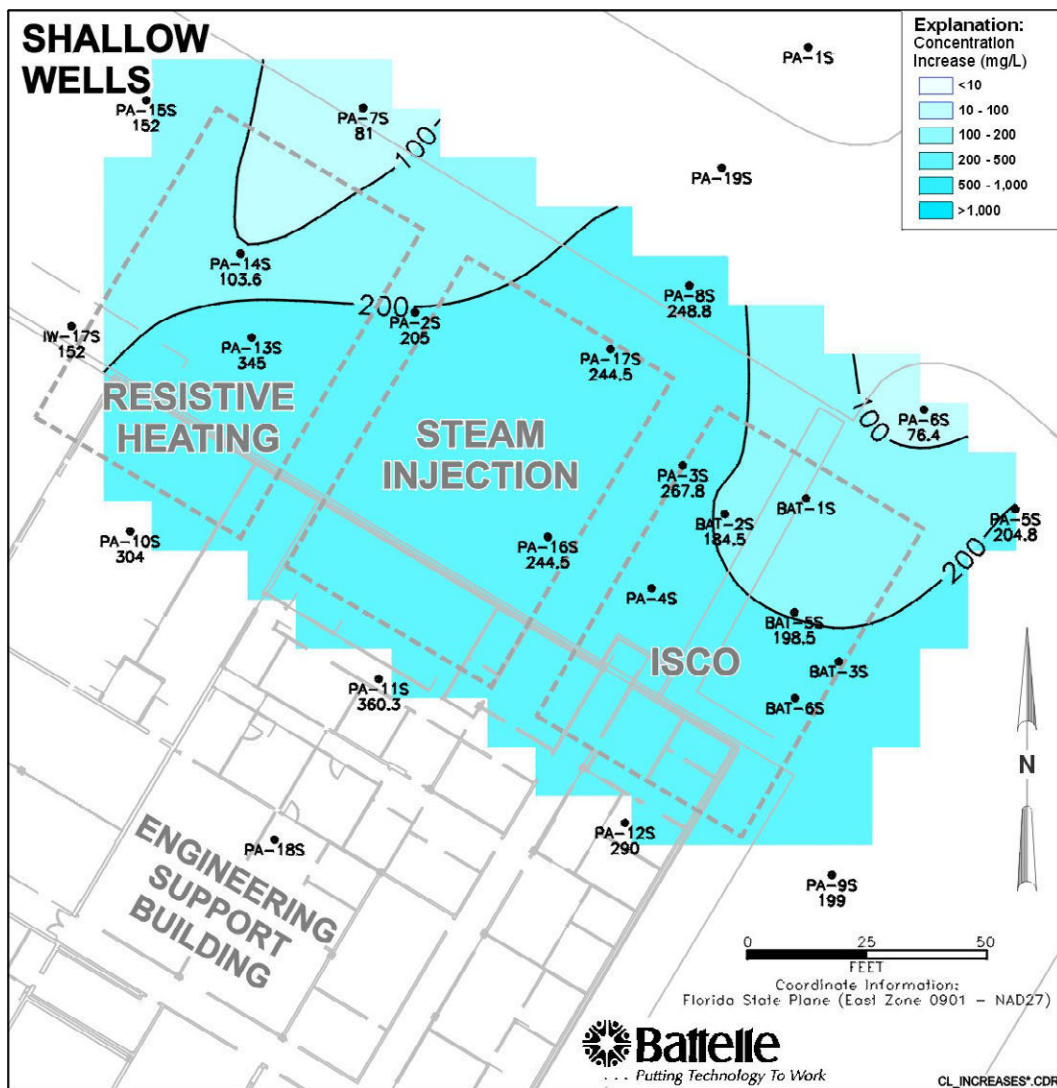 SHALLOW
WELLS
Explanation:
Concentration
Increase (mg/L)
<10
10 - 100
100 - 200
200 - 500
500 - 1,000
>1,000
PA-1S
PA-15S
152
PA-7S
81
100
PA-19S
PA-14S
103.6
PA-8S
248.8
200
PA-2S
205
IW-17S
152
PA-13S
345
PA-17S
244.5
RESISTIVE
HEATING
STEAM
INJECTION
100
PA-6S
76.4
PA-3S
267.8
BAT-1S
BAT-2S
184.5
PA-5S
204.8
PA-10S
304
PA-16S
244.5
200
PA-4S
BAT-5S
198.5
ISCO
BAT-3S
PA-11S
360.3
BAT-6S
N
PA-12S
290
PA-18S
ENGINEERING
SUPPORT
BUILDING
PA-9S
199
0 25 50
FEET
Coordinate Information:
Florida State Plane (East Zone 0901 - NAD27)
Battelle
. . . Putting Technology To Work
CL_INCREASES*.CDR